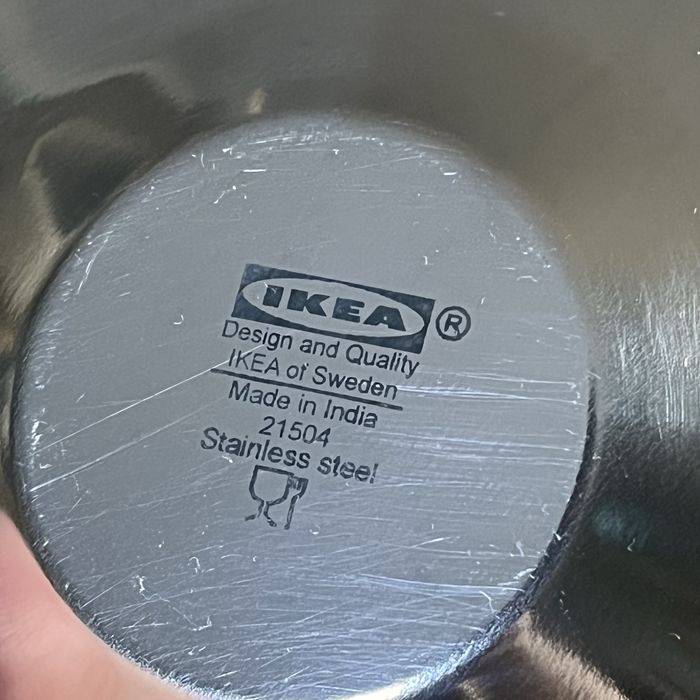 IKEA®
Design and Quality
IKEA of Sweden
Made in India
21504
Stainless steel